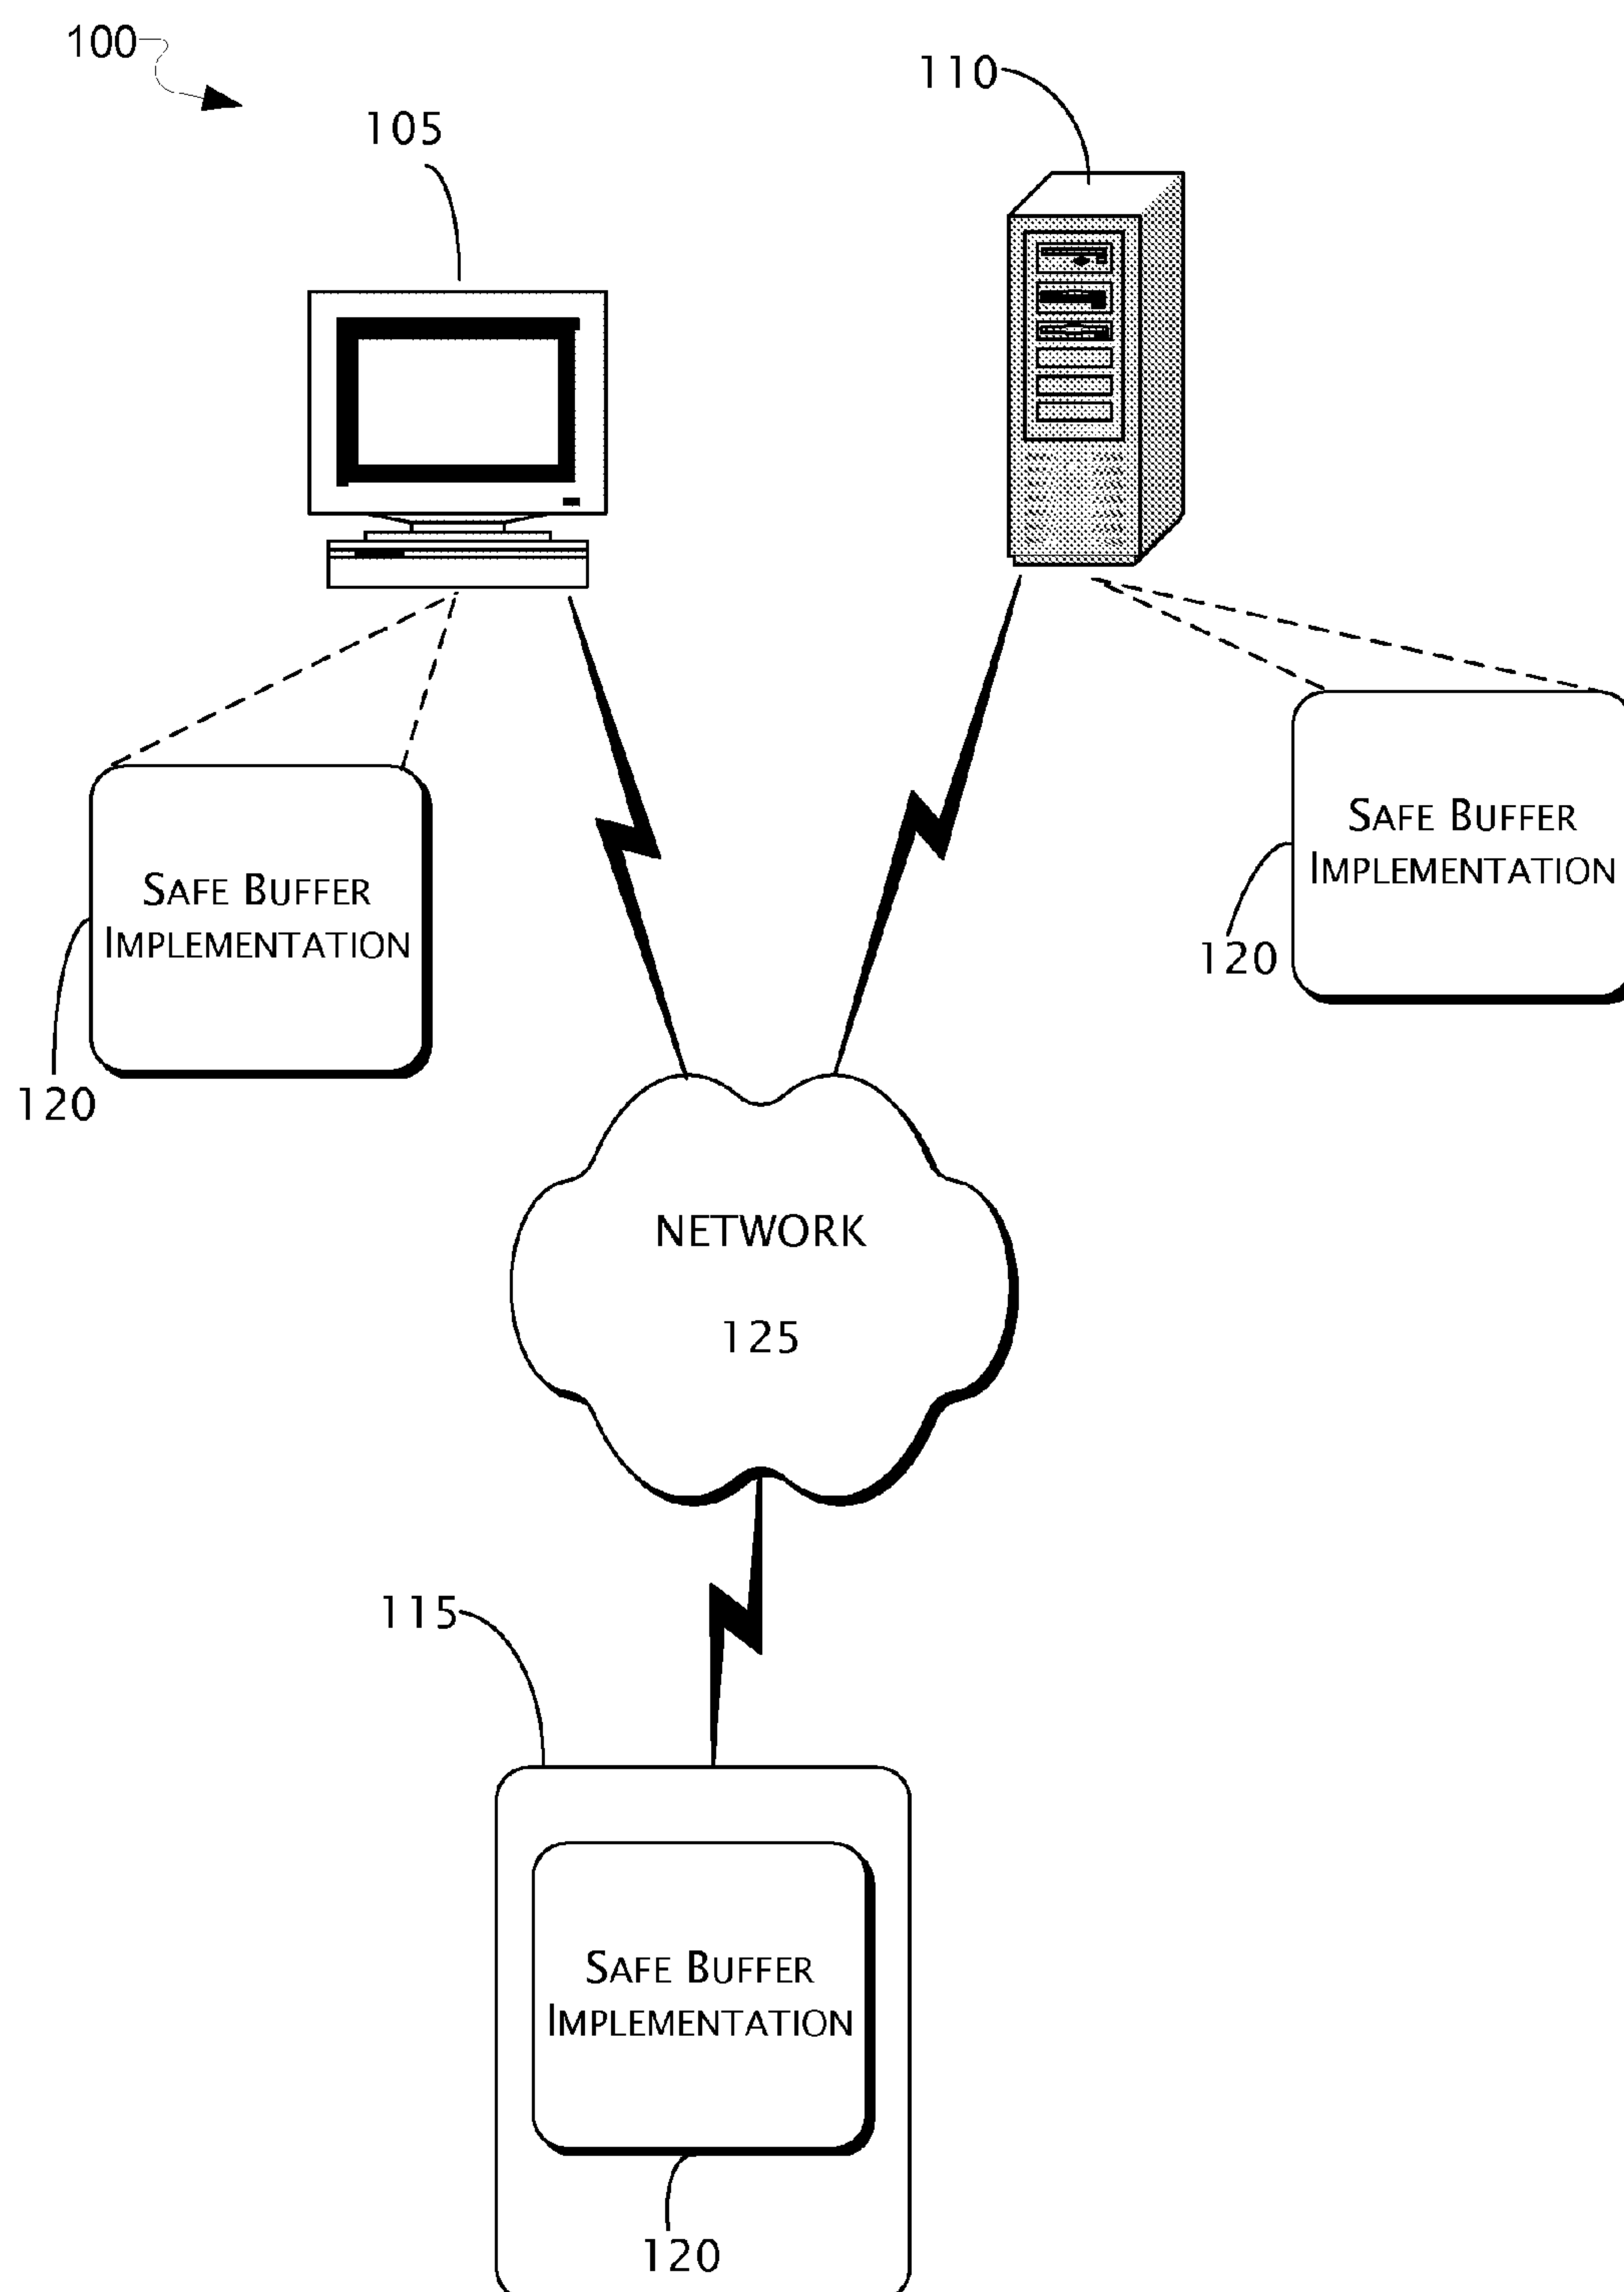 100
110
105
SAFE BUFFER
IMPLEMENTATION
SAFE BUFFER
IMPLEMENTATION
120
120
NETWORK
125
115
SAFE BUFFER
IMPLEMENTATION
120